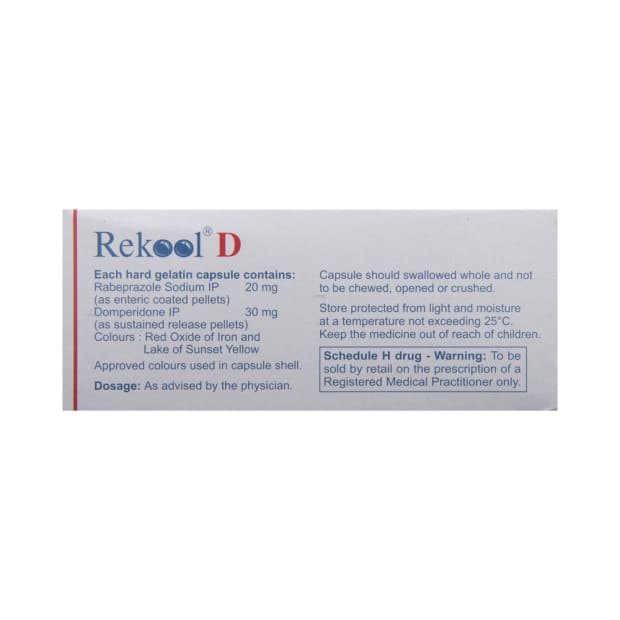 Rekool® D
Each hard gelatin capsule contains:
Rabeprazole Sodium IP 20 mg
(as enteric coated pellets)
Domperidone IP 30 mg
(as sustained release pellets)
Colours : Red Oxide of Iron and
Lake of Sunset Yellow
Approved colours used in capsule shell.
Dosage: As advised by the physician.
Capsule should swallowed whole and not
to be chewed, opened or crushed.
Store protected from light and moisture
at a temperature not exceeding 25°C.
Keep the medicine out of reach of children.
Schedule H drug - Warning: To be
sold by retail on the prescription of a
Registered Medical Practitioner only.